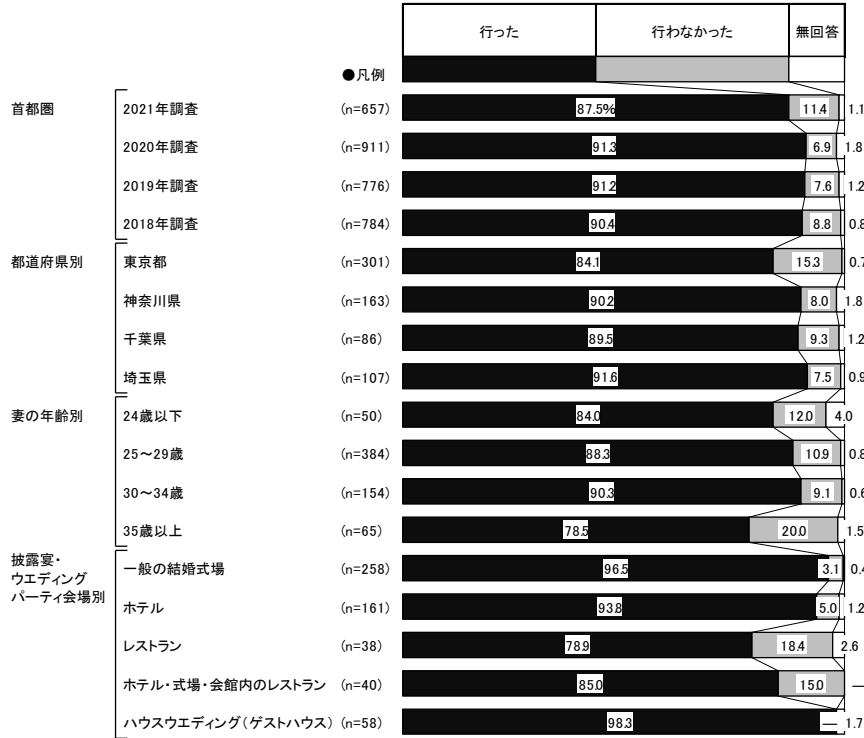 行った 行わなかった 無回答
●凡例
首都圏 2021年調査 (n=657) 87.5% 11.4 1.1
2020年調査 (n=911) 91.3 6.9 1.8
2019年調査 (n=776) 91.2 7.6 1.2
2018年調査 (n=784) 90.4 8.8 0.8
都道府県別 東京都 (n=301) 84.1 15.3 0.7
神奈川県 (n=163) 90.2 8.0 1.8
千葉県 (n=86) 89.5 9.3 1.2
埼玉県 (n=107) 91.6 7.5 0.9
妻の年齢別 24歳以下 (n=50) 84.0 12.0 4.0
25～29歳 (n=384) 88.3 10.9 0.8
30～34歳 (n=154) 90.3 9.1 0.6
35歳以上 (n=65) 78.5 20.0 1.5
披露宴・
ウエディング
パーティ会場別
一般の結婚式場 (n=258) 96.5 3.1 0.4
ホテル (n=161) 93.8 5.0 1.2
レストラン (n=38) 78.9 18.4 2.6
ホテル・式場・会館内のレストラン (n=40) 85.0 15.0 ―
ハウスウエディング(ゲストハウス) (n=58) 98.3 ― 1.7